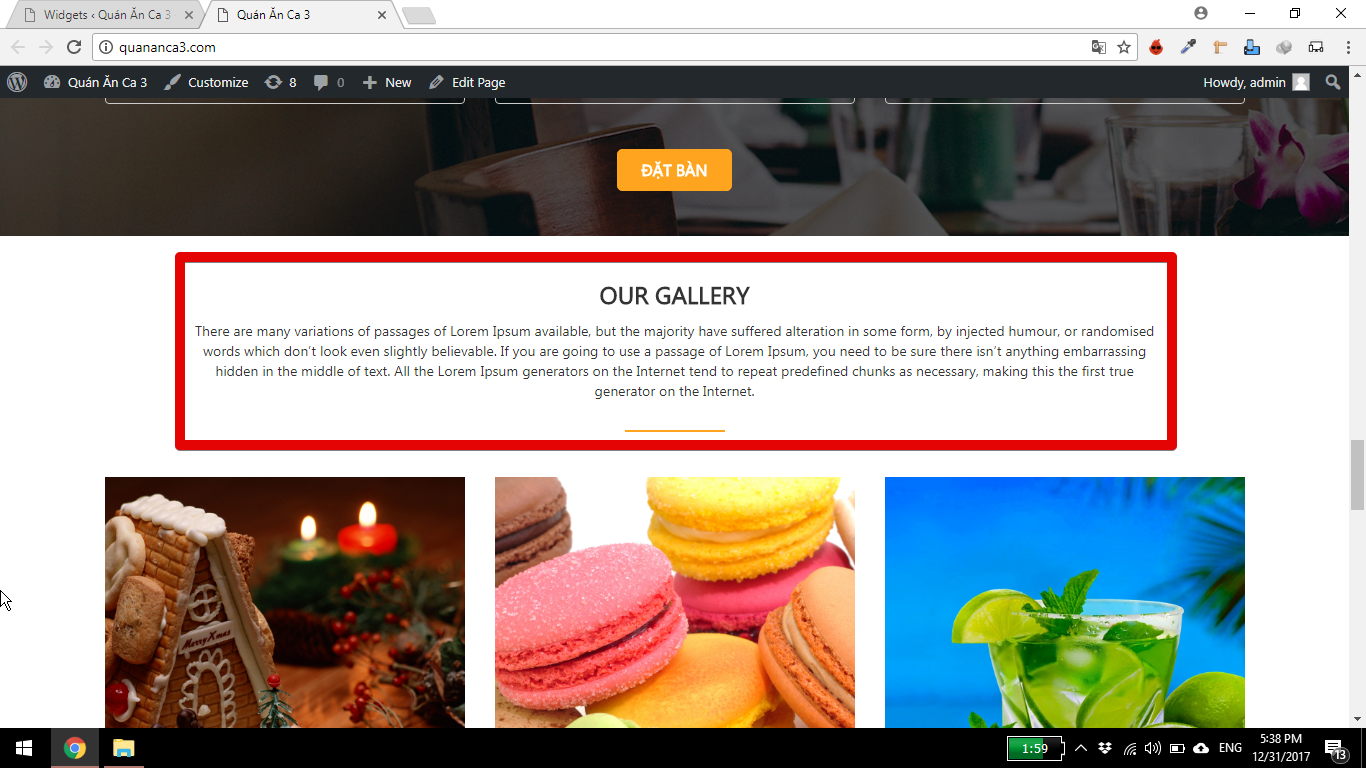 Widgets ‹ Quán Ăn Ca 3
Quán Ăn Ca 3
quananca3.com
Quán Ăn Ca 3 Customize 8 0 New Edit Page Howdy, admin
ĐẶT BÀN
OUR GALLERY
There are many variations of passages of Lorem Ipsum available, but the majority have suffered alteration in some form, by injected humour, or randomised
words which don't look even slightly believable. If you are going to use a passage of Lorem Ipsum, you need to be sure there isn't anything embarrassing
hidden in the middle of text. All the Lorem Ipsum generators on the Internet tend to repeat predefined chunks as necessary, making this the first true
generator on the Internet.
Merry Xmas
1:59 ENG 5:38 PM
12/31/2017 13